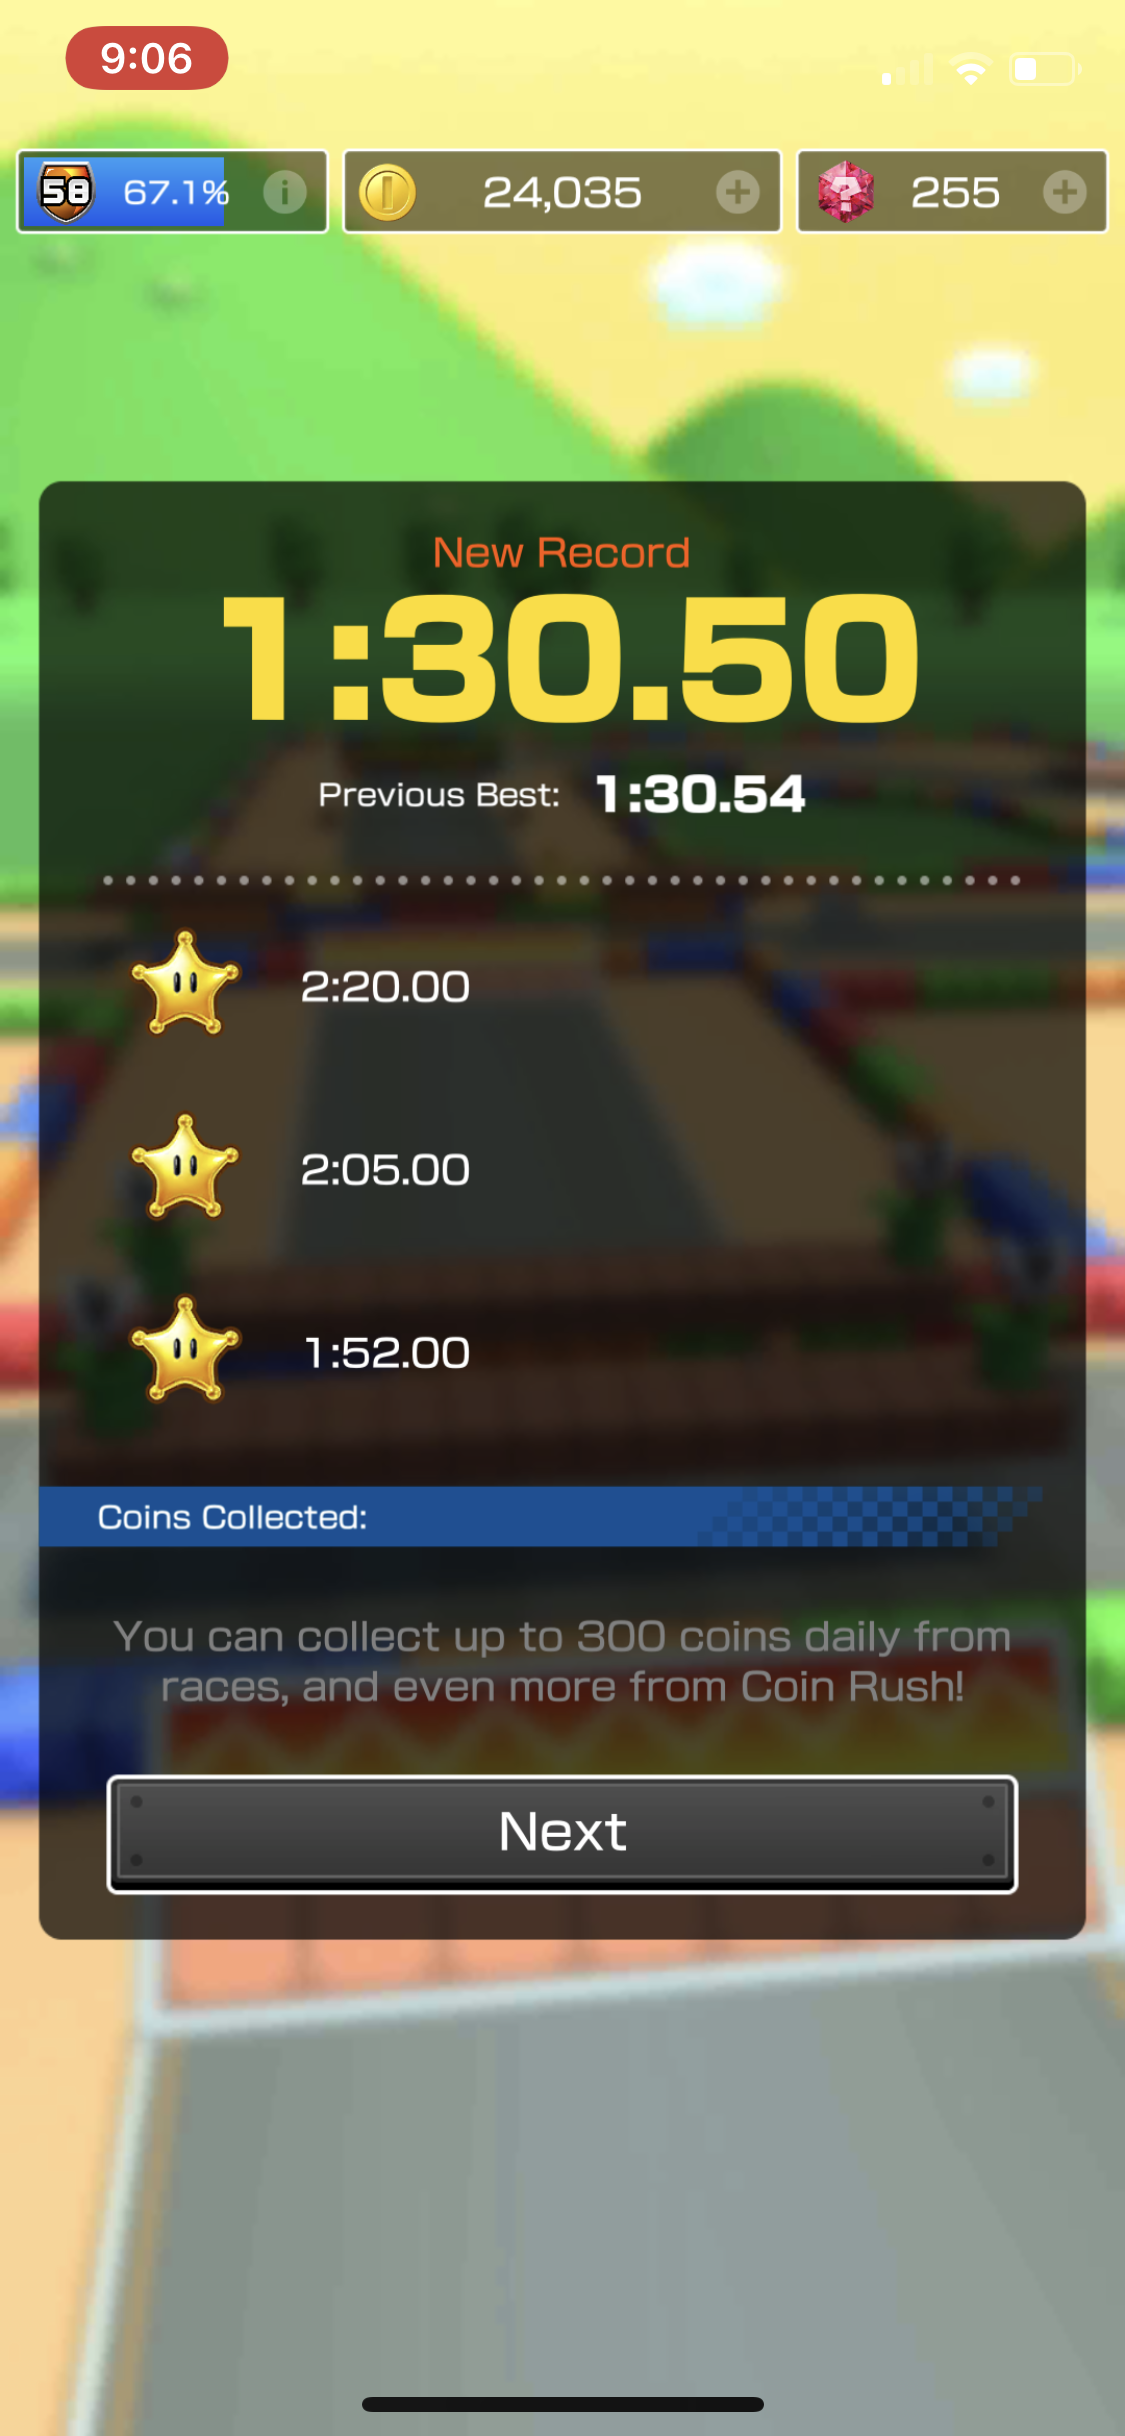 9:06
58 67.1% i 24,035 + ? 255 +
New Record
1:30.50
Previous Best: 1:30.54
2:20.00
2:05.00
1:52.00
Coins Collected:
You can collect up to 300 coins daily from
races, and even more from Coin Rush!
Next